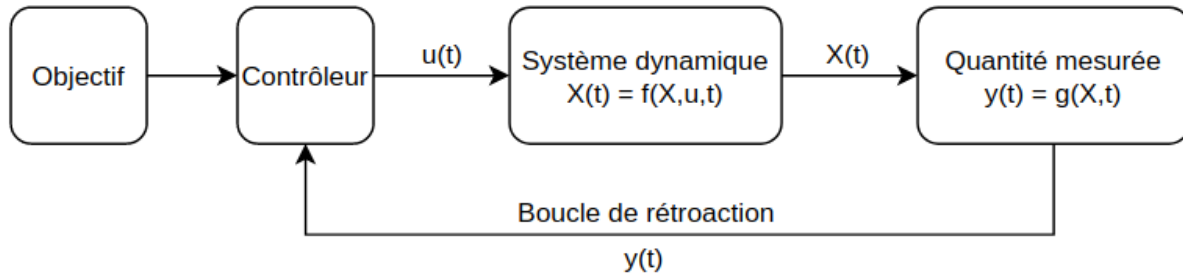 Objectif
Contrôleur
u(t)
Système dynamique
X(t) = f(X,u,t)
X(t)
Quantité mesurée
y(t) = g(X,t)
Boucle de rétroaction
y(t)